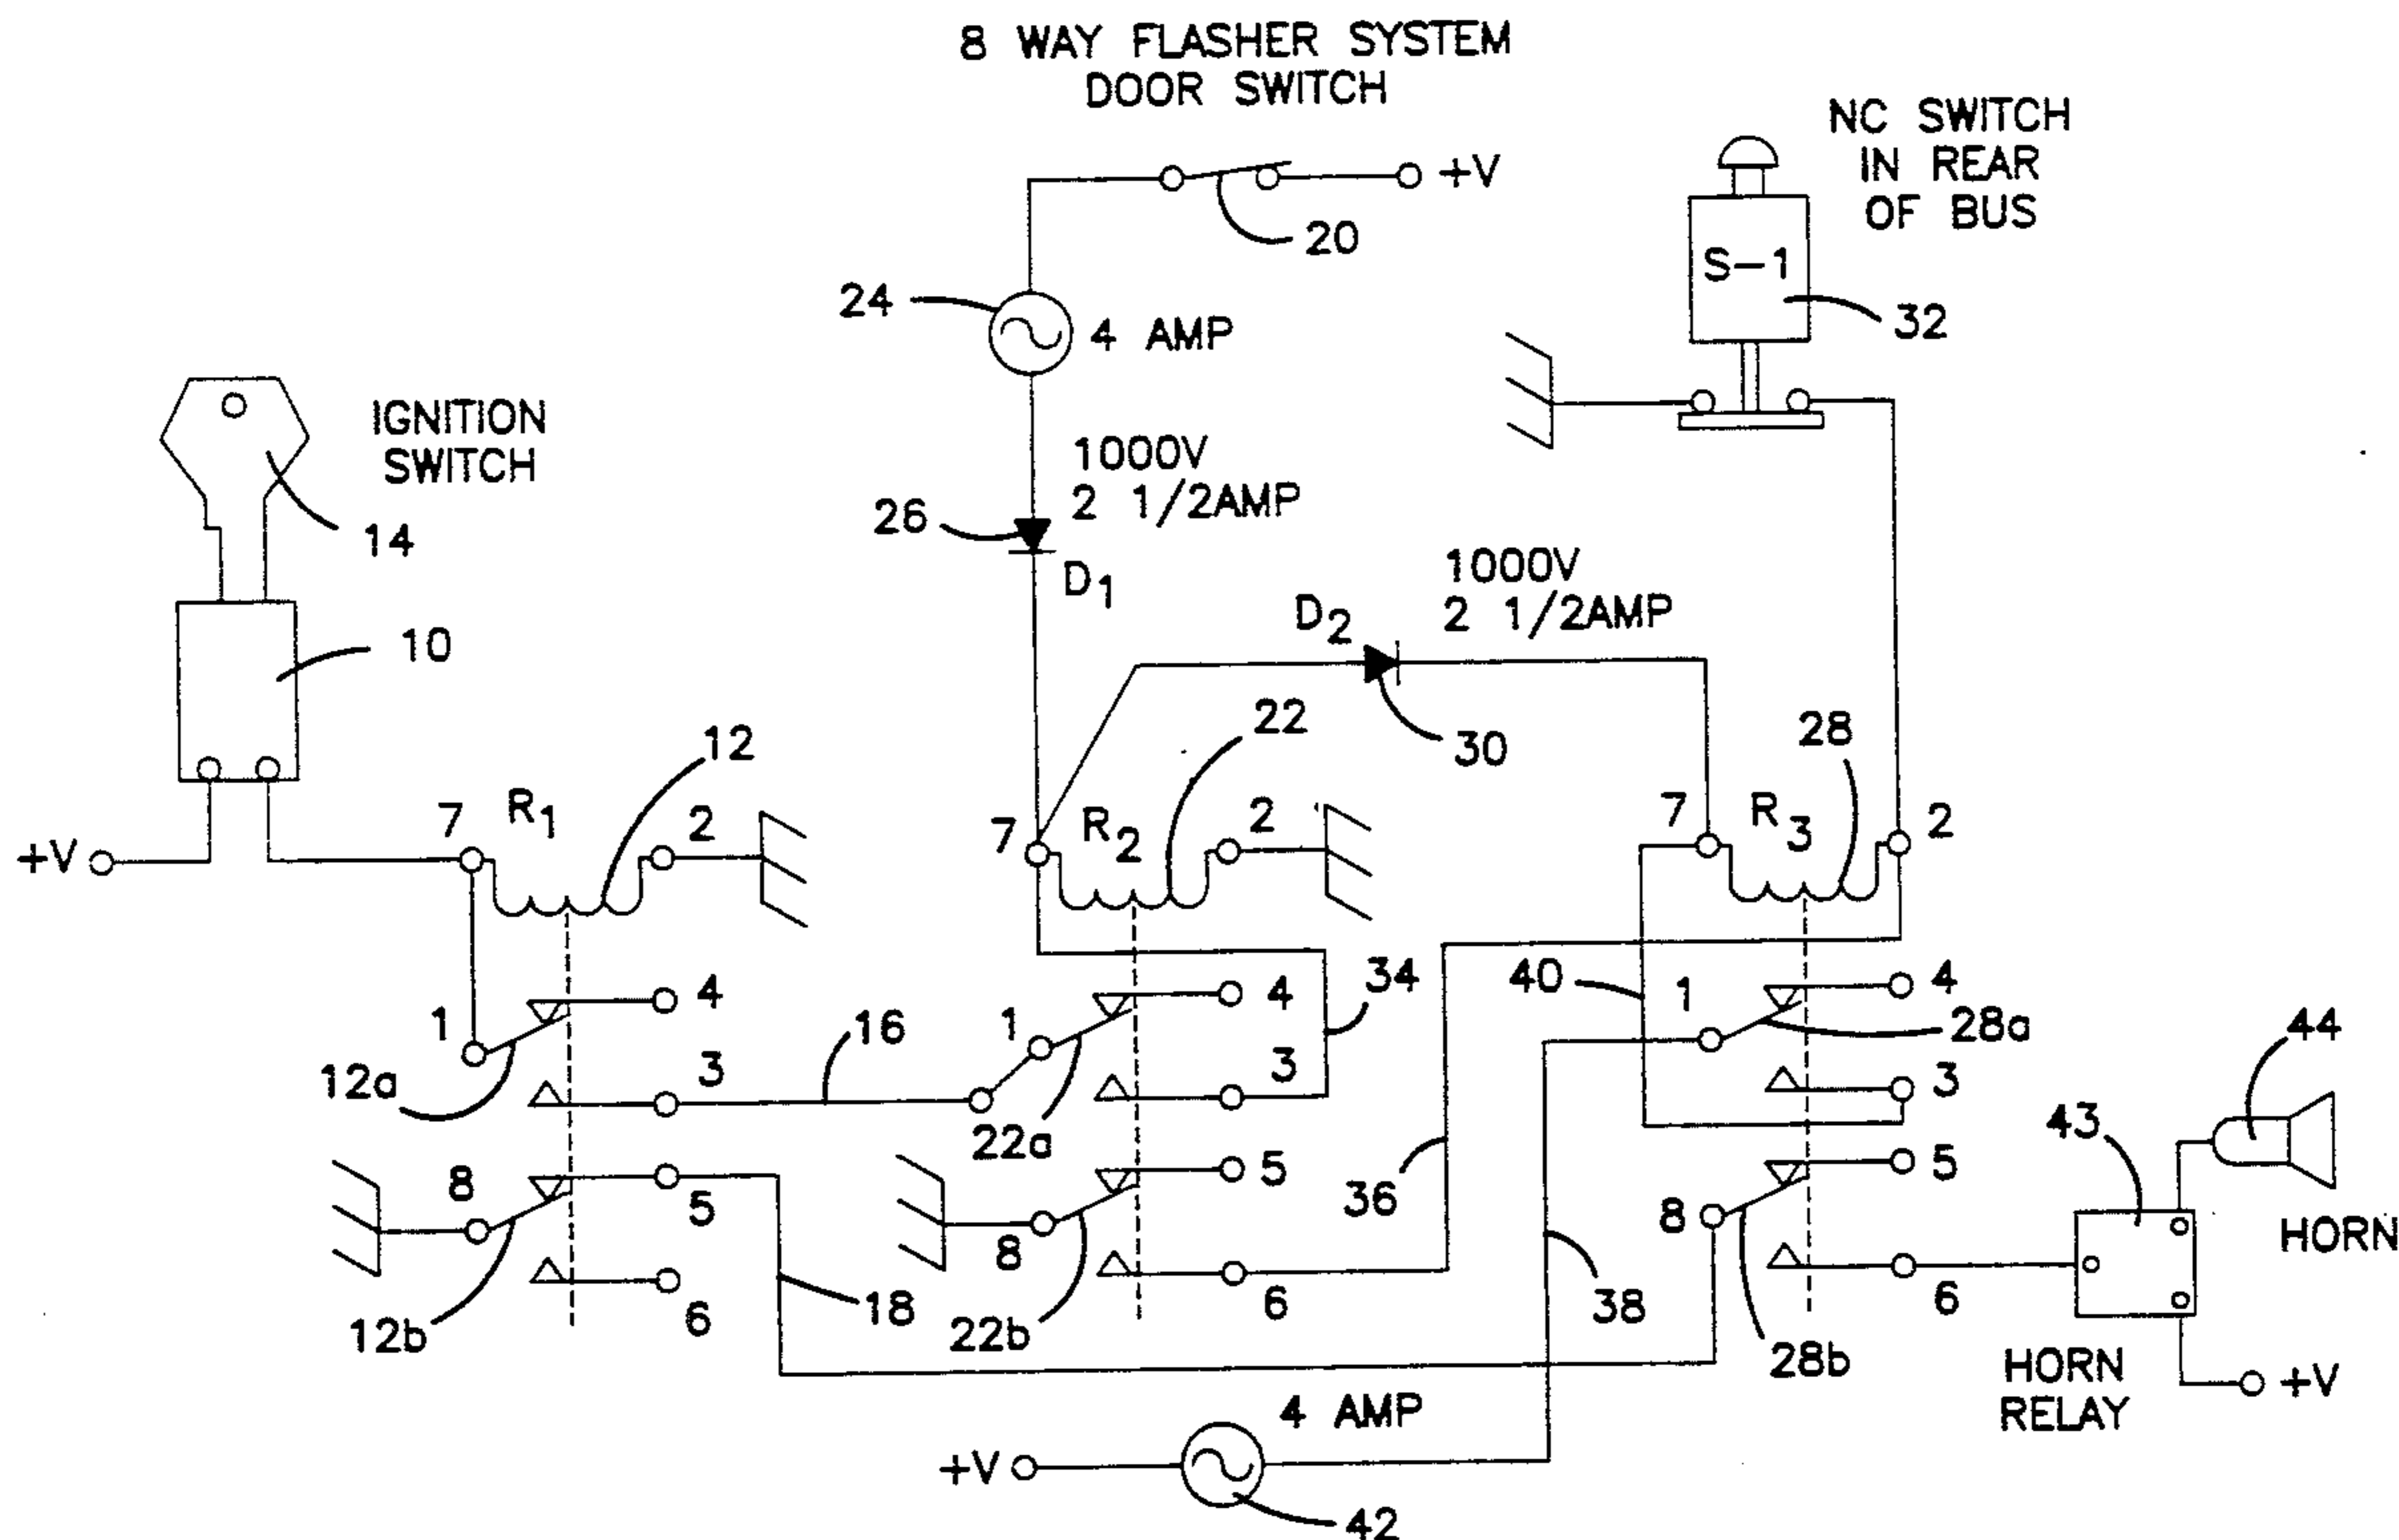 8 WAY FLASHER SYSTEM
DOOR SWITCH
NC SWITCH
IN REAR
OF BUS
+V
20
S-1
32
24
4 AMP
IGNITION
SWITCH
14
1000V
2 1/2AMP
26
D1
10
1000V
2 1/2AMP
D2
30
12
22
28
7
R1
2
+V
7
R2
2
7
R3
2
4
1
12a
3
16
4
1
22a
3
34
40
1
4
28a
3
44
43
HORN
8
5
12b
6
18
8
5
22b
6
36
38
5
8
6
28b
HORN
RELAY
+V
4 AMP
+V
42